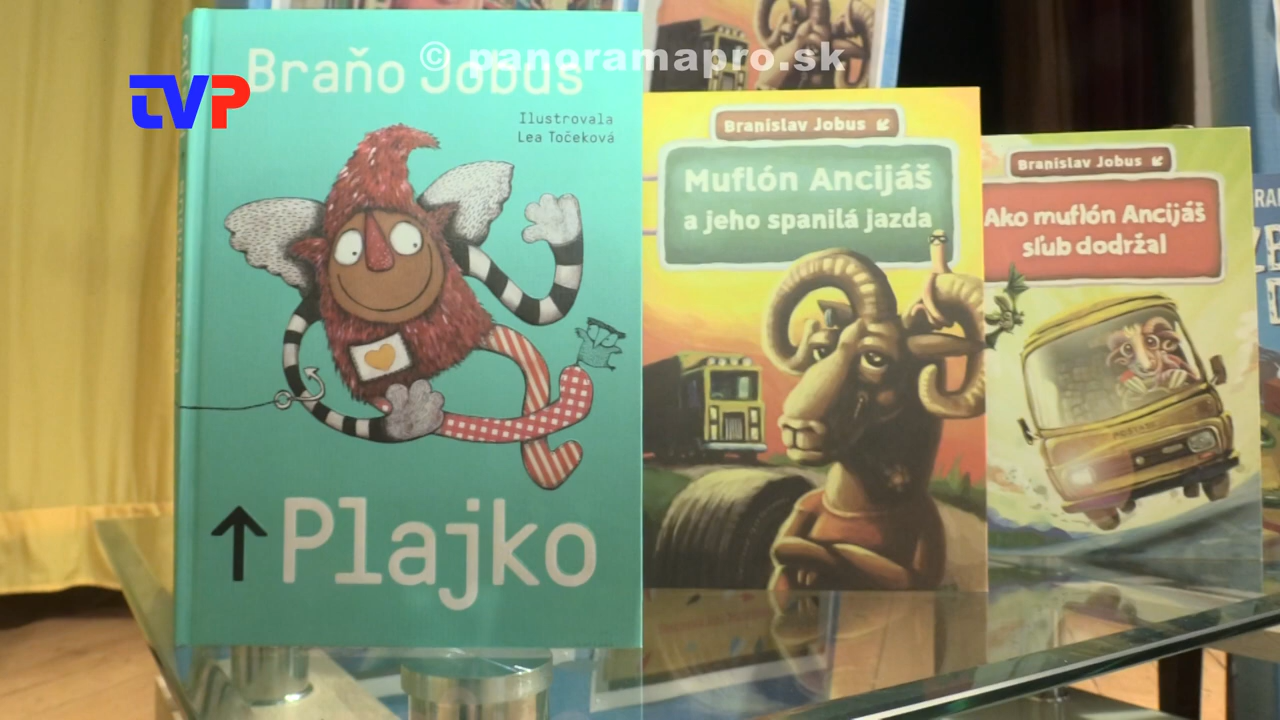 © panoramapro.sk
TVP
Braňo Jobus
Ilustrovala
Lea Točeková
↑ Plajko
Branislav Jobus
Muflón Ancijáš
a jeho spanilá jazda
Branislav Jobus
Ako muflón Ancijáš
sľub dodržal